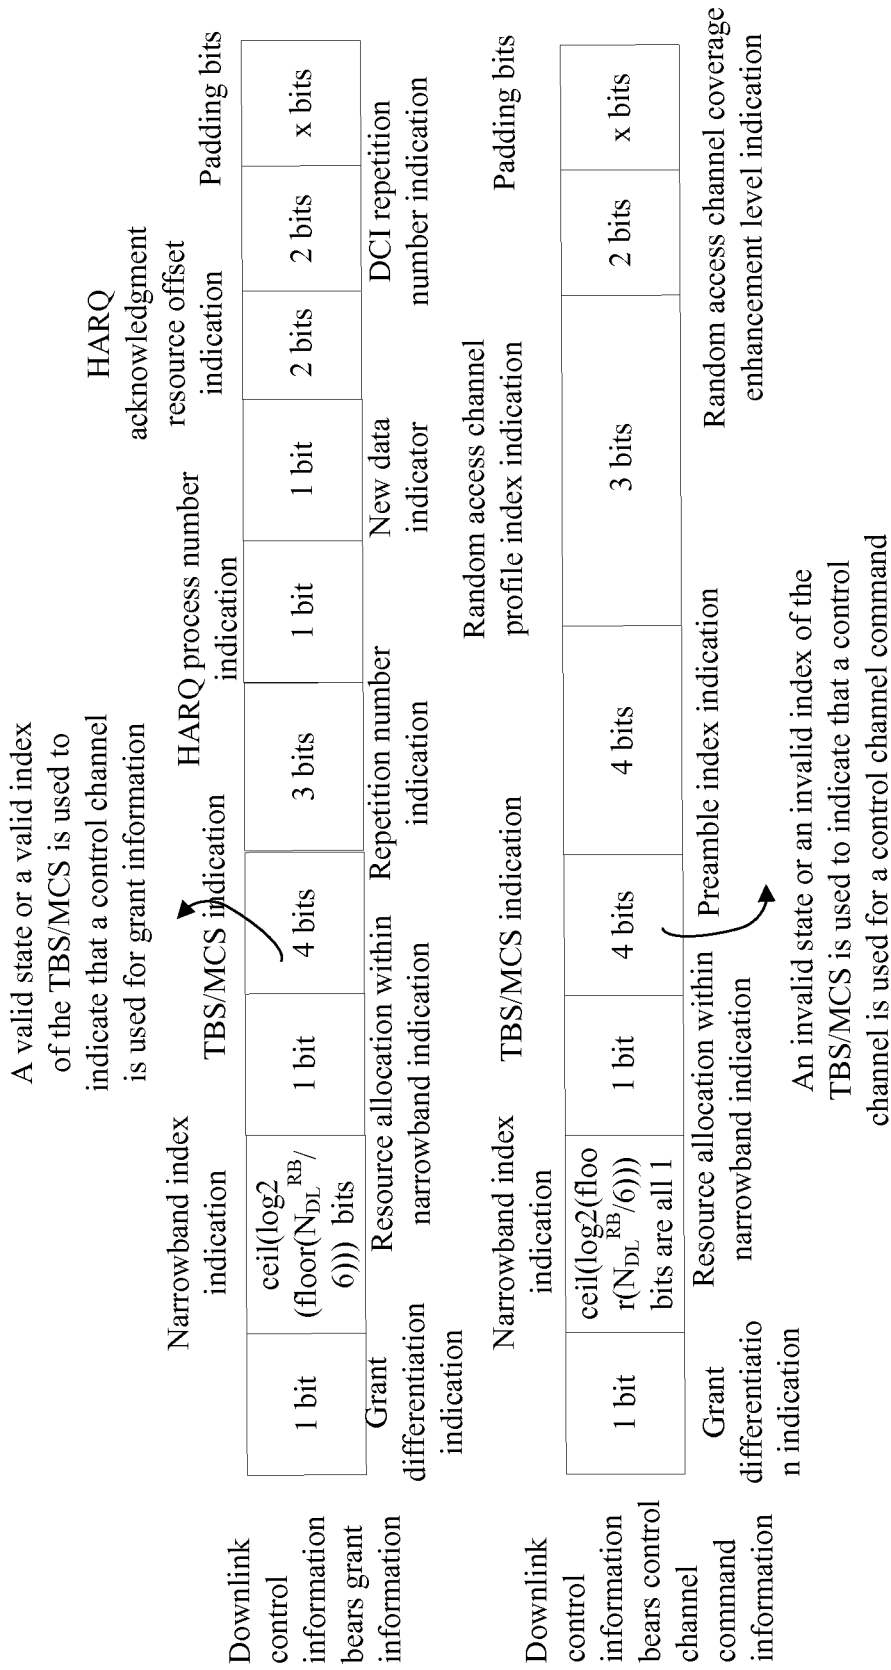 A valid state or a valid index
of the TBS/MCS is used to
indicate that a control channel
is used for grant information
Downlink
control
information
bears grant
information
Narrowband index
indication
TBS/MCS indication
HARQ process number
indication
HARQ
acknowledgment
resource offset
indication
Padding bits
1 bit
ceil(log2
(floor(N_DL^RB/
6))) bits
1 bit
4 bits
3 bits
1 bit
1 bit
2 bits
2 bits
x bits
Grant
differentiation
indication
Resource allocation within
narrowband indication
Repetition number
indication
New data
indicator
DCI repetition
number indication
Downlink
control
information
bears control
channel
command
information
Narrowband index
indication
TBS/MCS indication
Random access channel
profile index indication
Padding bits
1 bit
ceil(log2(floo
r(N_DL^RB/6)))
bits are all 1
1 bit
4 bits
4 bits
3 bits
2 bits
x bits
Grant
differentiatio
n indication
Resource allocation within
narrowband indication
Preamble index indication
Random access channel coverage
enhancement level indication
An invalid state or an invalid index of the
TBS/MCS is used to indicate that a control
channel is used for a control channel command